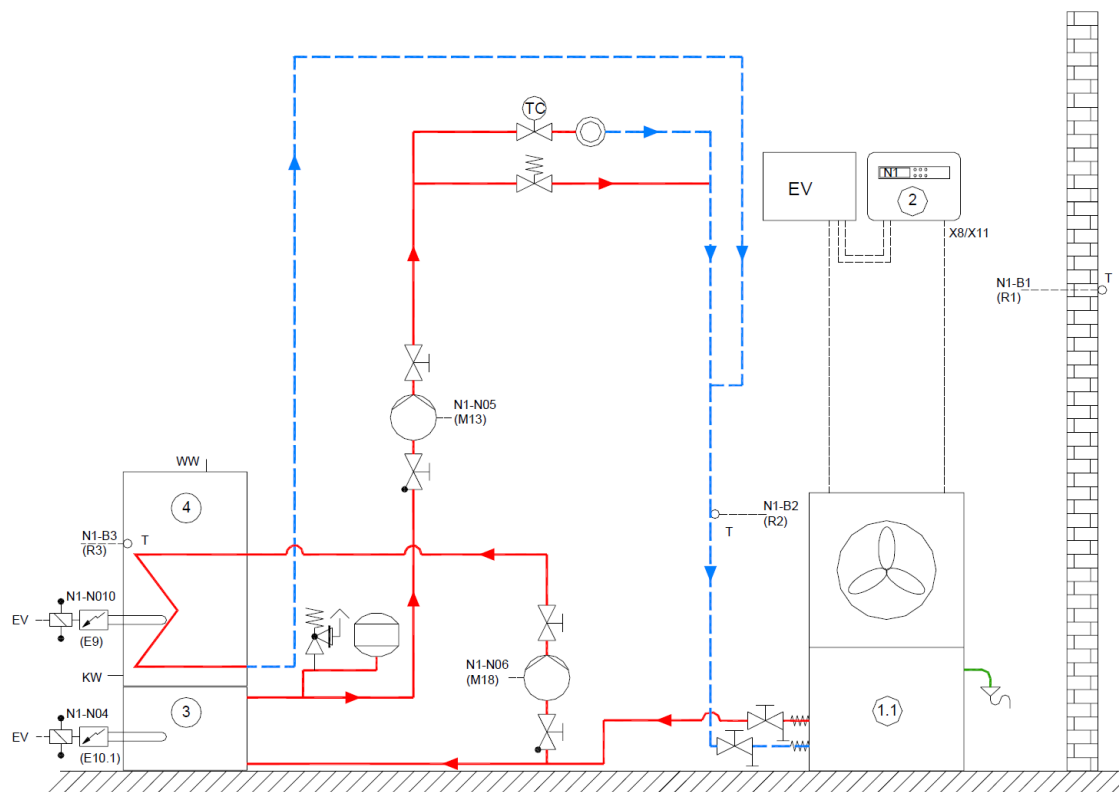 TC
EV
N1
2
X8/X11
N1-B1
(R1)
T
N1-N05
(M13)
WW
4
N1-B3
(R3)
T
N1-B2
(R2)
T
N1-N010
EV
(E9)
N1-N06
(M18)
KW
3
N1-N04
EV
(E10.1)
1.1